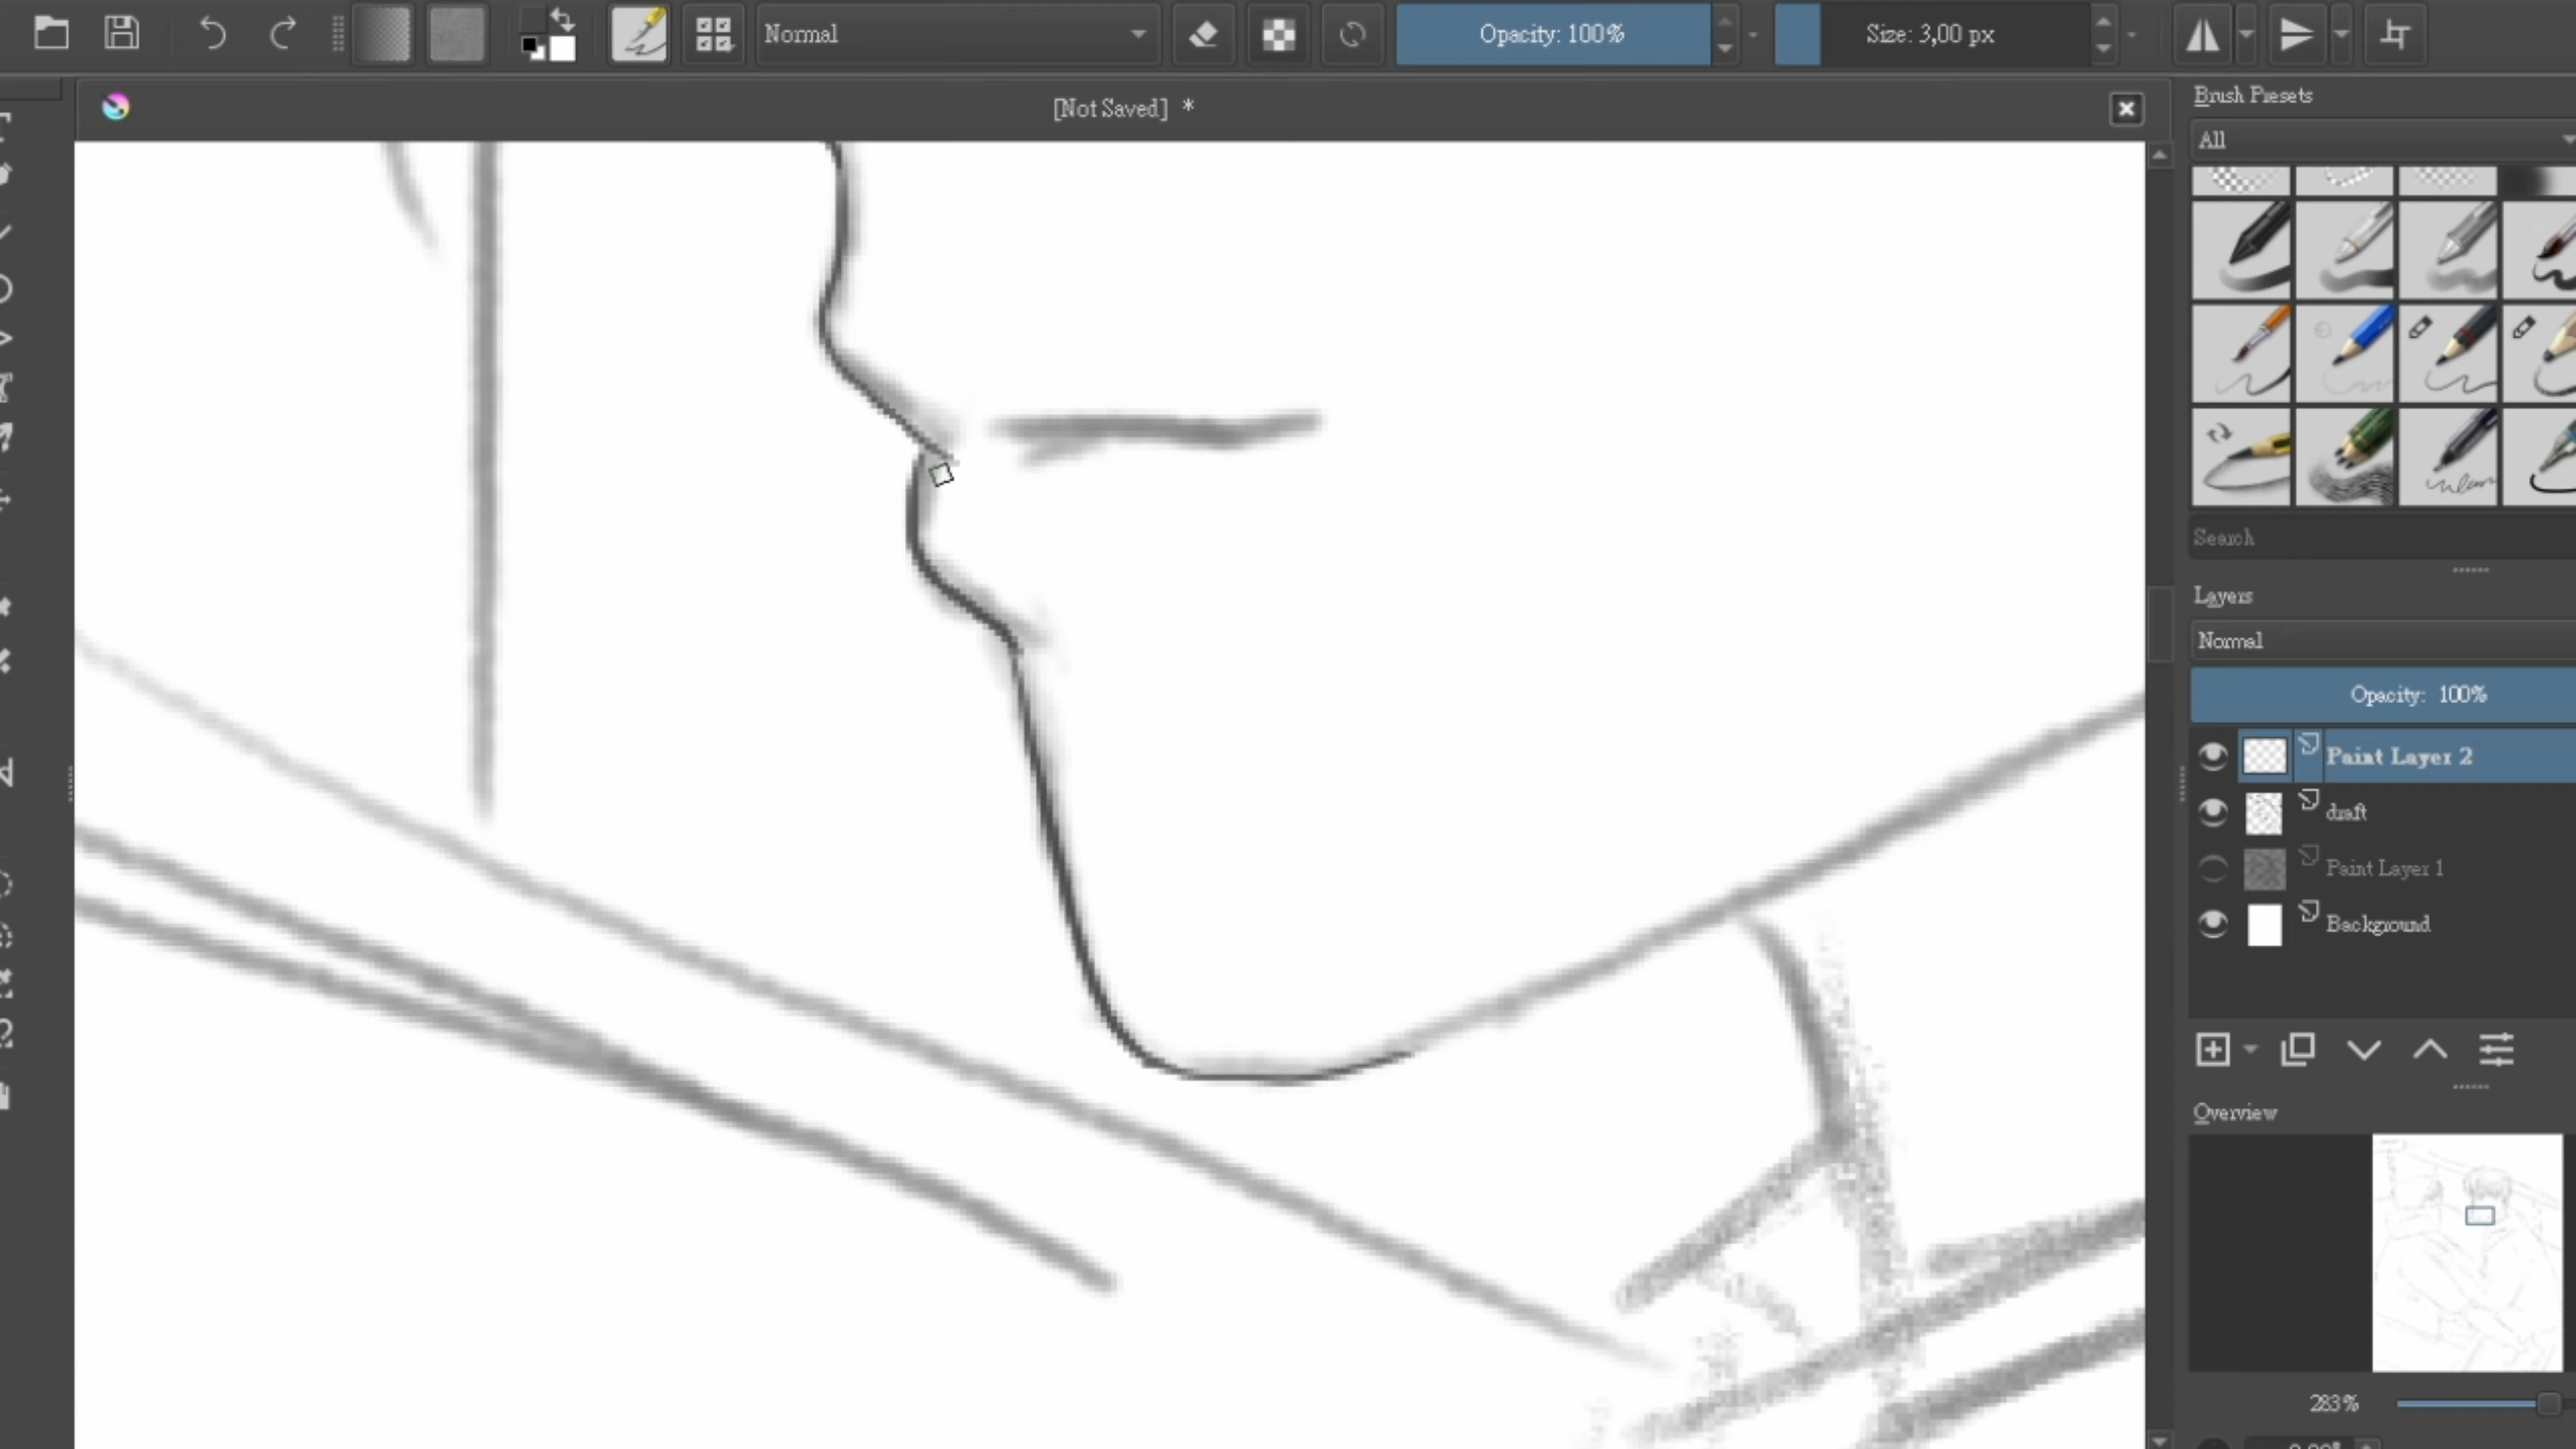 Normal
Opacity: 100%
Size: 3,00 px
[Not Saved] *
Brush Presets
All
Search
Layers
Normal
Opacity: 100%
Paint Layer 2
draft
Paint Layer 1
Background
Overview
283%